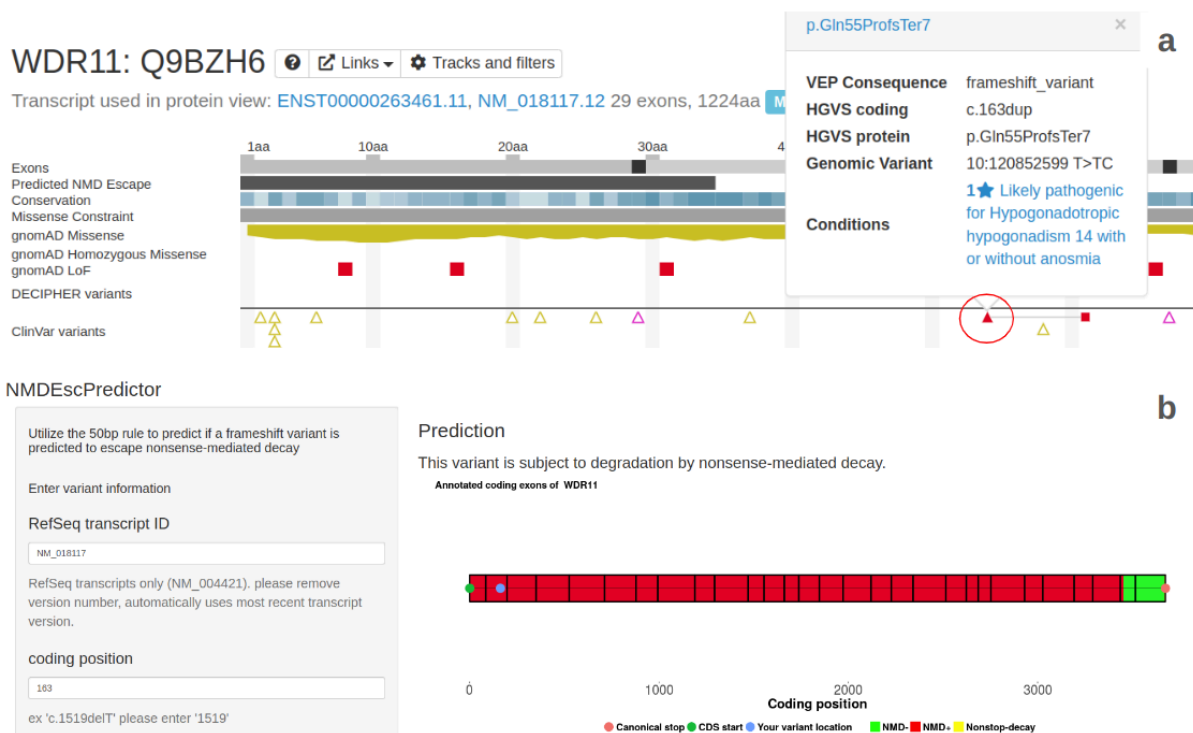 p.Gln55ProfsTer7 ×
a
WDR11: Q9BZH6 ? Links Tracks and filters
Transcript used in protein view: ENST00000263461.11, NM_018117.12 29 exons, 1224aa M
VEP Consequence frameshift_variant
HGVS coding c.163dup
HGVS protein p.Gln55ProfsTer7
Genomic Variant 10:120852599 T>TC
Conditions 1★ Likely pathogenic
for Hypogonadotropic
hypogonadism 14 with
or without anosmia
1aa 10aa 20aa 30aa 4
Exons
Predicted NMD Escape
Conservation
Missense Constraint
gnomAD Missense
gnomAD Homozygous Missense
gnomAD LoF
DECIPHER variants
ClinVar variants
NMDEscPredictor
b
Utilize the 50bp rule to predict if a frameshift variant is
predicted to escape nonsense-mediated decay
Enter variant information
RefSeq transcript ID
NM_018117
RefSeq transcripts only (NM_004421). please remove
version number, automatically uses most recent transcript
version.
coding position
163
ex 'c.1519delT' please enter '1519'
Prediction
This variant is subject to degradation by nonsense-mediated decay.
Annotated coding exons of WDR11
0 1000 2000 3000
Coding position
Canonical stop CDS start Your variant location NMD- NMD+ Nonstop-decay